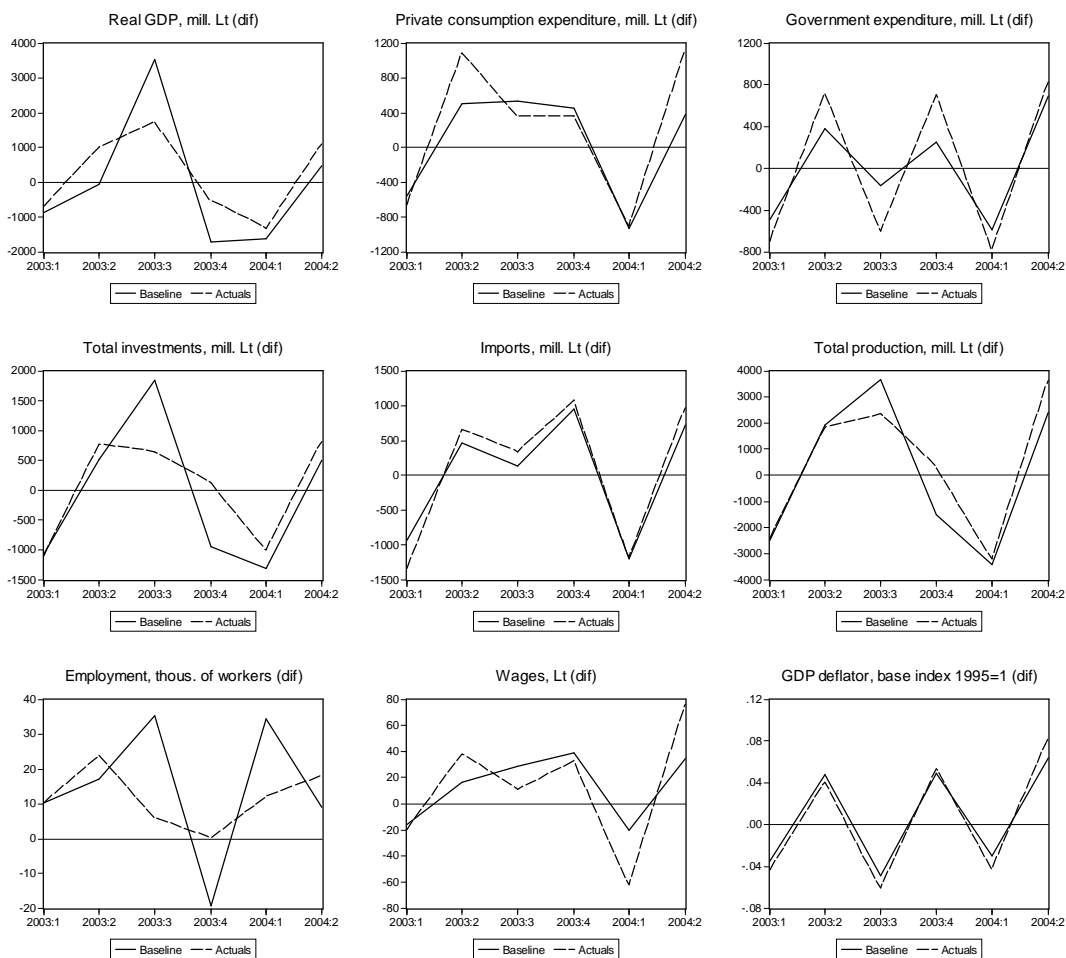 Real GDP, mill. Lt (dif)
4000
3000
2000
1000
0
-1000
-2000
2003:1 2003:2 2003:3 2003:4 2004:1 2004:2
Baseline Actuals
Private consumption expenditure, mill. Lt (dif)
1200
800
400
0
-400
-800
-1200
2003:1 2003:2 2003:3 2003:4 2004:1 2004:2
Baseline Actuals
Government expenditure, mill. Lt (dif)
1200
800
400
0
-400
-800
2003:1 2003:2 2003:3 2003:4 2004:1 2004:2
Baseline Actuals
Total investments, mill. Lt (dif)
2000
1500
1000
500
0
-500
-1000
-1500
2003:1 2003:2 2003:3 2003:4 2004:1 2004:2
Baseline Actuals
Imports, mill. Lt (dif)
1500
1000
500
0
-500
-1000
-1500
2003:1 2003:2 2003:3 2003:4 2004:1 2004:2
Baseline Actuals
Total production, mill. Lt (dif)
4000
3000
2000
1000
0
-1000
-2000
-3000
-4000
2003:1 2003:2 2003:3 2003:4 2004:1 2004:2
Baseline Actuals
Employment, thous. of workers (dif)
40
30
20
10
0
-10
-20
2003:1 2003:2 2003:3 2003:4 2004:1 2004:2
Baseline Actuals
Wages, Lt (dif)
80
60
40
20
0
-20
-40
-60
-80
2003:1 2003:2 2003:3 2003:4 2004:1 2004:2
Baseline Actuals
GDP deflator, base index 1995=1 (dif)
.12
.08
.04
.00
-.04
-.08
2003:1 2003:2 2003:3 2003:4 2004:1 2004:2
Baseline Actuals